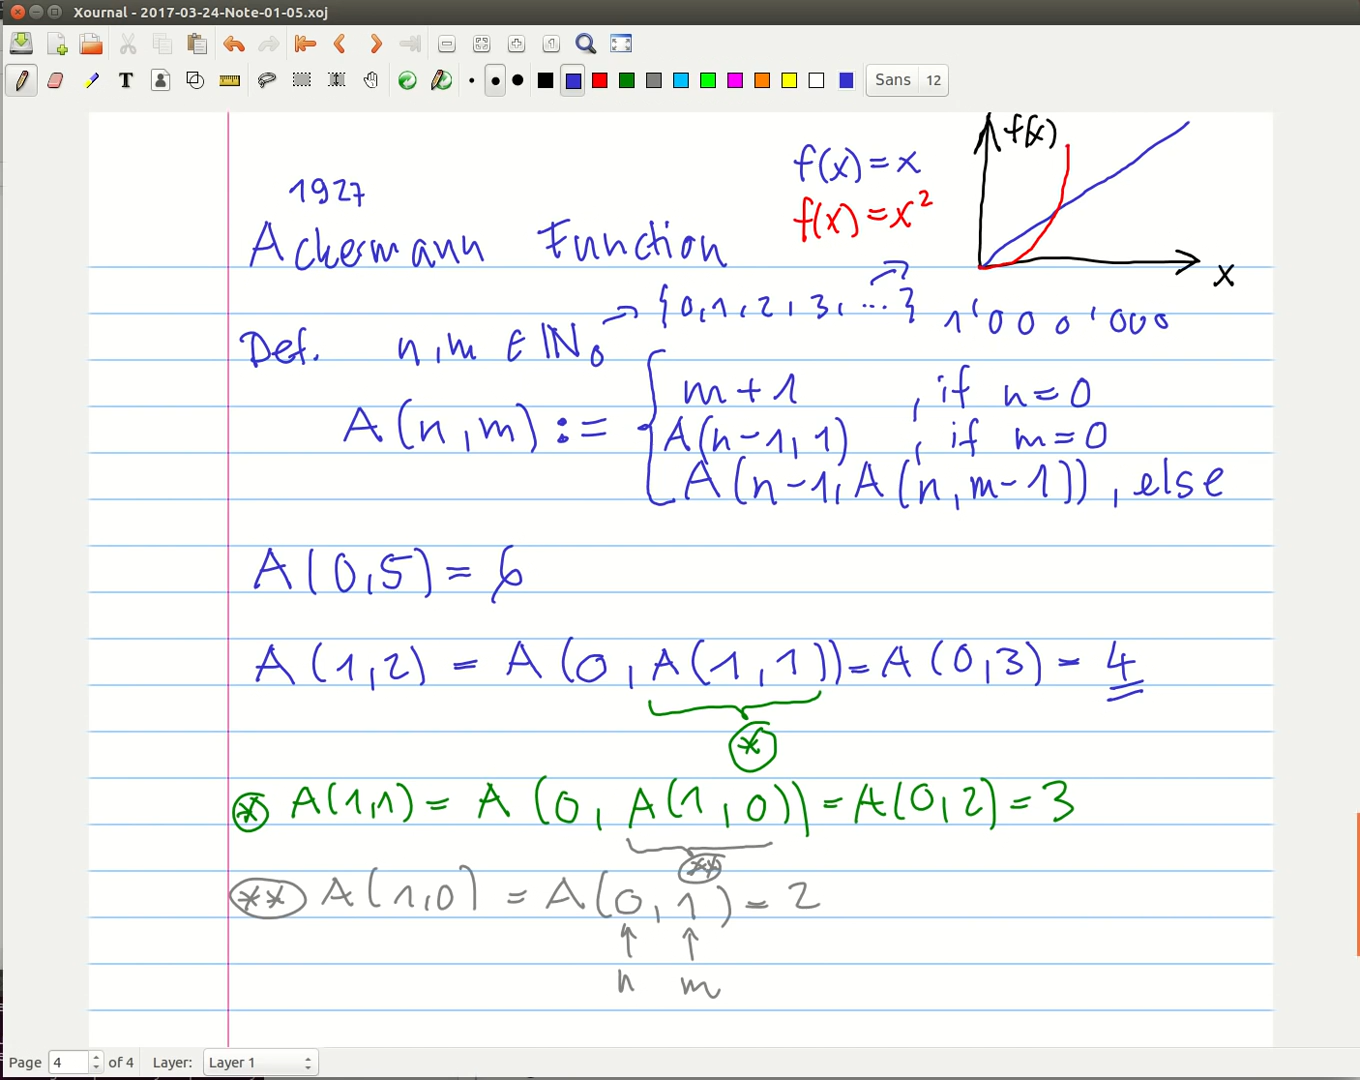 Xournal - 2017-03-24-Note-01-05.xoj
T
Sans 12
1927
Ackermann Function
f(x) = x
f(x) = x²
f(x)
x
Def. n,m ∈ ℕ₀ → {0,1,2,3,...} 1'000'000
A(n,m) := { m+1 , if n=0
A(n-1,1) , if m=0
A(n-1,A(n,m-1)) , else
A(0,5) = 6
A(1,2) = A(0,A(1,1)) = A(0,3) = 4
*
* A(1,1) = A(0,A(1,0)) = A(0,2) = 3
**
** A(1,0) = A(0,1) = 2
↑ ↑
n m
Page 4 of 4 Layer: Layer 1